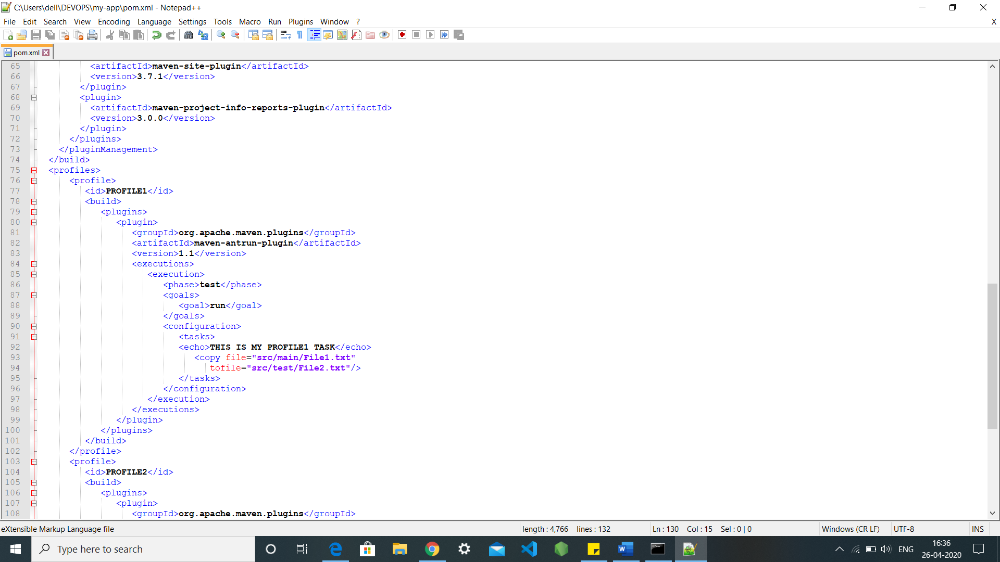 C:\Users\dell\DEVOPS\my-app\pom.xml - Notepad++
File Edit Search View Encoding Language Settings Tools Macro Run Plugins Window ? X
pom.xml
65 <artifactId>maven-site-plugin</artifactId>
66 <version>3.7.1</version>
67 </plugin>
68 <plugin>
69 <artifactId>maven-project-info-reports-plugin</artifactId>
70 <version>3.0.0</version>
71 </plugin>
72 </plugins>
73 </pluginManagement>
74 </build>
75 <profiles>
76 <profile>
77 <id>PROFILE1</id>
78 <build>
79 <plugins>
80 <plugin>
81 <groupId>org.apache.maven.plugins</groupId>
82 <artifactId>maven-antrun-plugin</artifactId>
83 <version>1.1</version>
84 <executions>
85 <execution>
86 <phase>test</phase>
87 <goals>
88 <goal>run</goal>
89 </goals>
90 <configuration>
91 <tasks>
92 <echo>THIS IS MY PROFILE1 TASK</echo>
93 <copy file="src/main/File1.txt"
94 tofile="src/test/File2.txt"/>
95 </tasks>
96 </configuration>
97 </execution>
98 </executions>
99 </plugin>
100 </plugins>
101 </build>
102 </profile>
103 <profile>
104 <id>PROFILE2</id>
105 <build>
106 <plugins>
107 <plugin>
108 <groupId>org.apache.maven.plugins</groupId>
eXtensible Markup Language file length : 4,766 lines : 132 Ln : 130 Col : 15 Sel : 0 | 0 Windows (CR LF) UTF-8 INS
Type here to search
ENG
16:36
26-04-2020